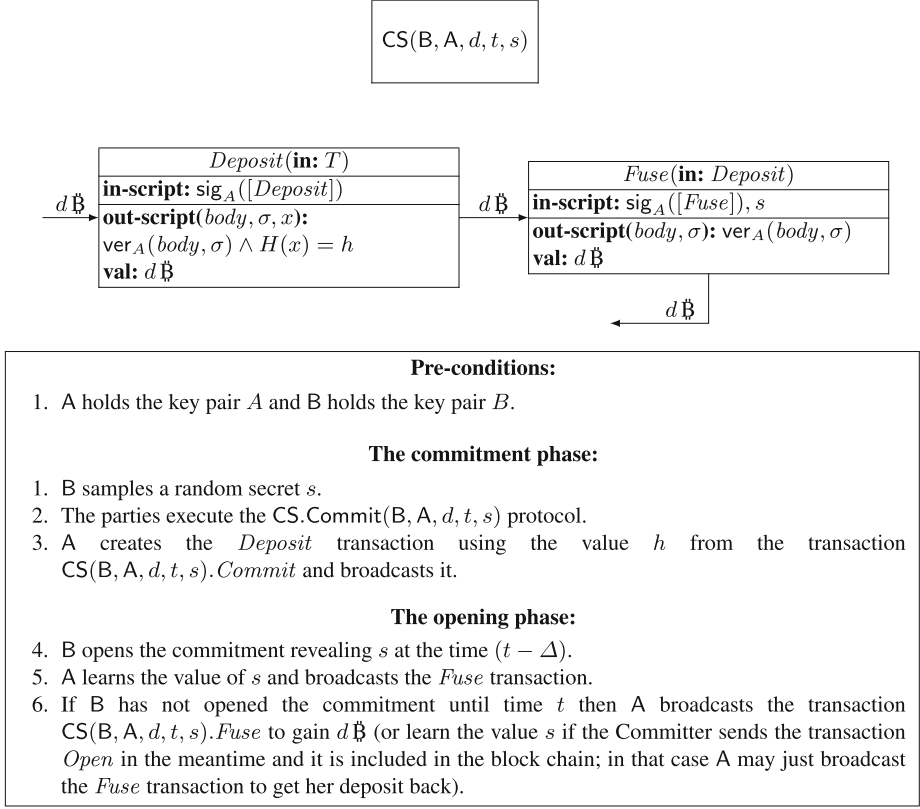 CS(B, A, d, t, s)
d ₿
Deposit(in: T)
in-script: sig_A([Deposit])
out-script(body, σ, x):
ver_A(body, σ) ∧ H(x) = h
val: d ₿
d ₿
Fuse(in: Deposit)
in-script: sig_A([Fuse]), s
out-script(body, σ): ver_A(body, σ)
val: d ₿
d ₿
Pre-conditions:
1. A holds the key pair A and B holds the key pair B.
The commitment phase:
1. B samples a random secret s.
2. The parties execute the CS.Commit(B, A, d, t, s) protocol.
3. A creates the Deposit transaction using the value h from the transaction
CS(B, A, d, t, s).Commit and broadcasts it.
The opening phase:
4. B opens the commitment revealing s at the time (t − Δ).
5. A learns the value of s and broadcasts the Fuse transaction.
6. If B has not opened the commitment until time t then A broadcasts the transaction
CS(B, A, d, t, s).Fuse to gain d ₿ (or learn the value s if the Committer sends the transaction
Open in the meantime and it is included in the block chain; in that case A may just broadcast
the Fuse transaction to get her deposit back).